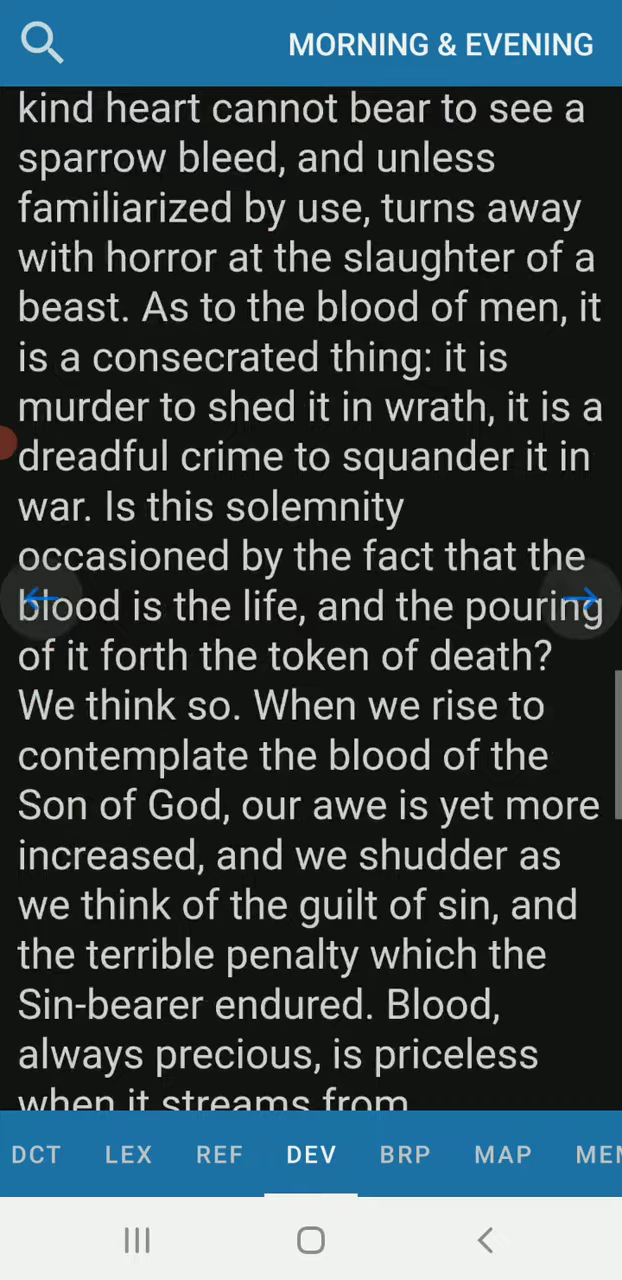 MORNING & EVENING
kind heart cannot bear to see a
sparrow bleed, and unless
familiarized by use, turns away
with horror at the slaughter of a
beast. As to the blood of men, it
is a consecrated thing: it is
murder to shed it in wrath, it is a
dreadful crime to squander it in
war. Is this solemnity
occasioned by the fact that the
blood is the life, and the pouring
of it forth the token of death?
We think so. When we rise to
contemplate the blood of the
Son of God, our awe is yet more
increased, and we shudder as
we think of the guilt of sin, and
the terrible penalty which the
Sin-bearer endured. Blood,
always precious, is priceless
when it streams from
DCT LEX REF DEV BRP MAP MEM